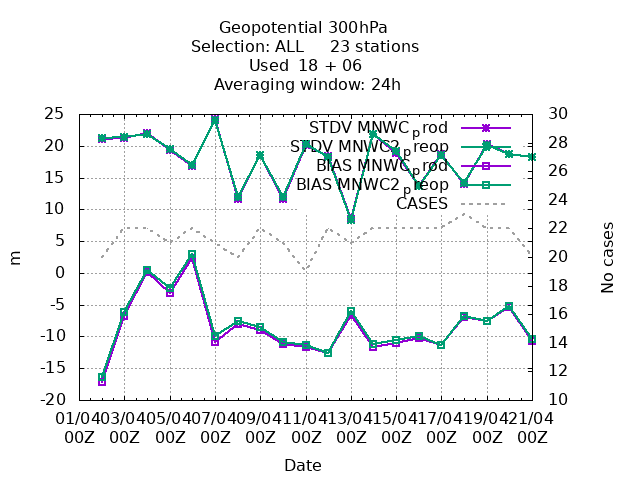 Geopotential 300hPa
Selection: ALL 23 stations
Used 18 + 06
Averaging window: 24h
STDV MNWC_prod
STDV MNWC2_preop
BIAS MNWC_prod
BIAS MNWC2_preop
CASES
25
20
15
10
5
0
-5
-10
-15
-20
m
30
28
26
24
22
20
18
16
14
12
10
No cases
01/04 03/04 05/04 07/04 09/04 11/04 13/04 15/04 17/04 19/04 21/04
00Z 00Z 00Z 00Z 00Z 00Z 00Z 00Z 00Z 00Z 00Z
Date